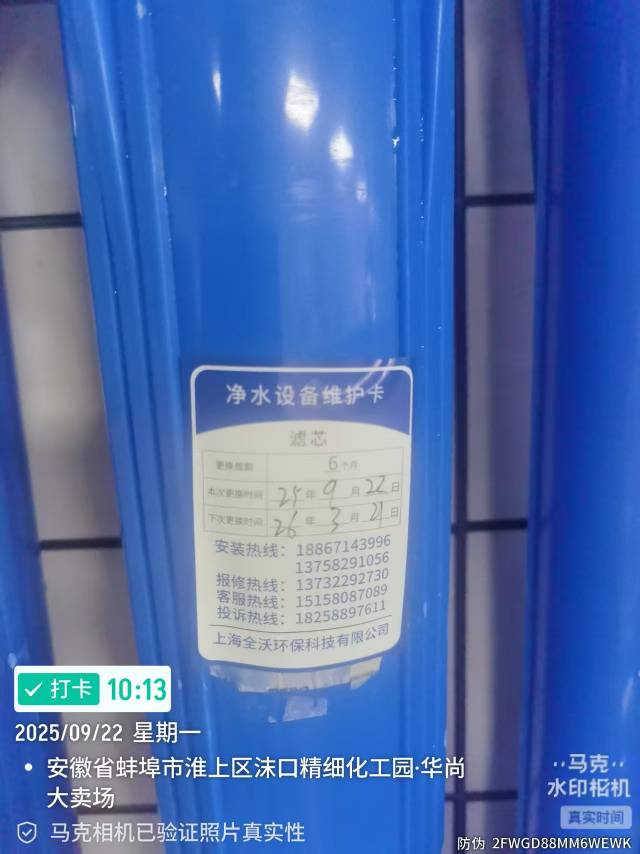 净水设备维护卡
滤芯
更换周期 6个月
本次更换时间 25年9月22日
下次更换时间 26年3月21日
安装热线：18867143996
13758291056
报修热线：13732292730
客服热线：15158087089
投诉热线：18258897611
上海全沃环保科技有限公司
打卡 10:13
2025/09/22 星期一
安徽省蚌埠市淮上区沫口精细化工园·华尚
大卖场
马克相机已验证照片真实性
马克
水印相机
真实时间
防伪 2FWGD88MM6WEWK